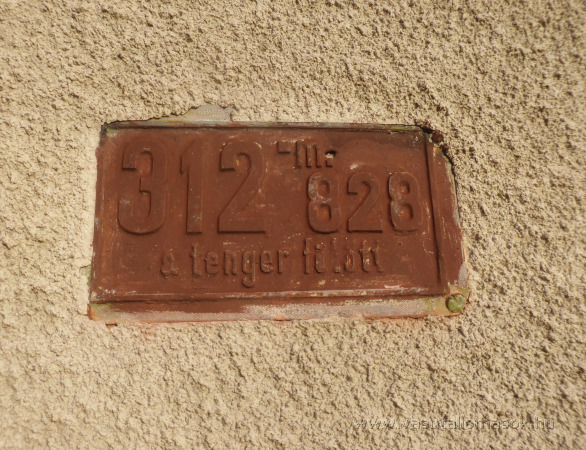 312 -m. 828
a tenger fölött
www.vasutallomasok.hu